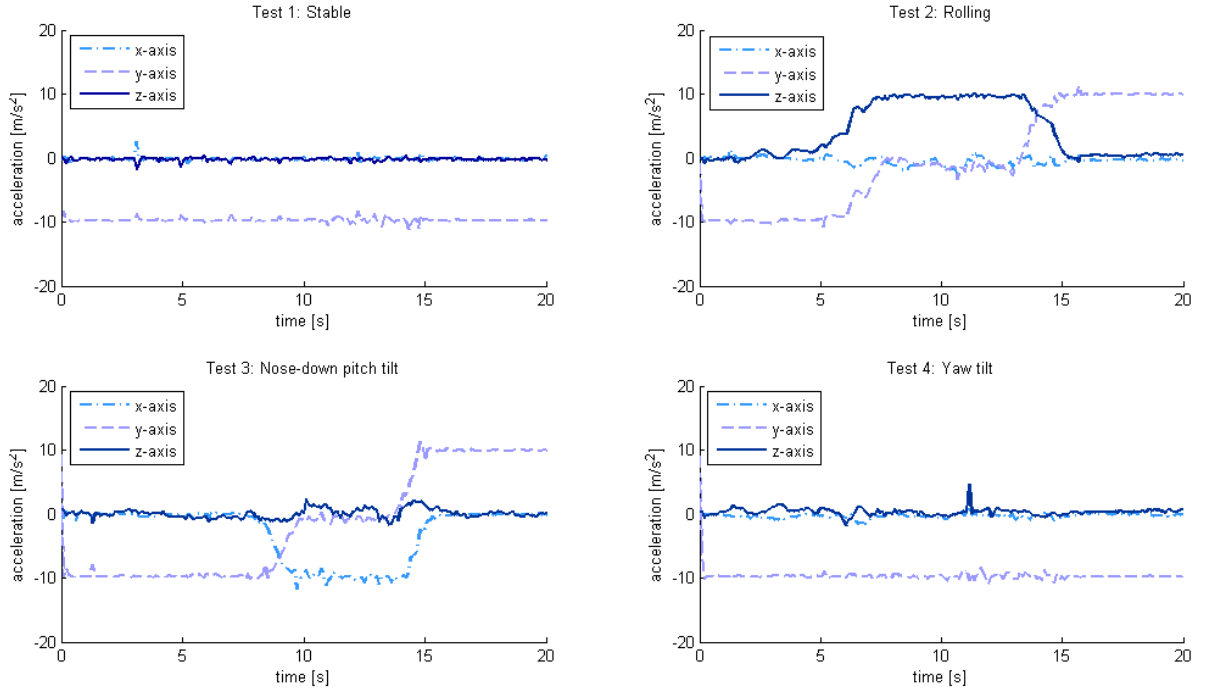 Test 1: Stable
20
10
0
-10
-20
acceleration [m/s²]
x-axis
y-axis
z-axis
0 5 10 15 20
time [s]
Test 2: Rolling
20
10
0
-10
-20
acceleration [m/s²]
x-axis
y-axis
z-axis
0 5 10 15 20
time [s]
Test 3: Nose-down pitch tilt
20
10
0
-10
-20
acceleration [m/s²]
x-axis
y-axis
z-axis
0 5 10 15 20
time [s]
Test 4: Yaw tilt
20
10
0
-10
-20
acceleration [m/s²]
x-axis
y-axis
z-axis
0 5 10 15 20
time [s]